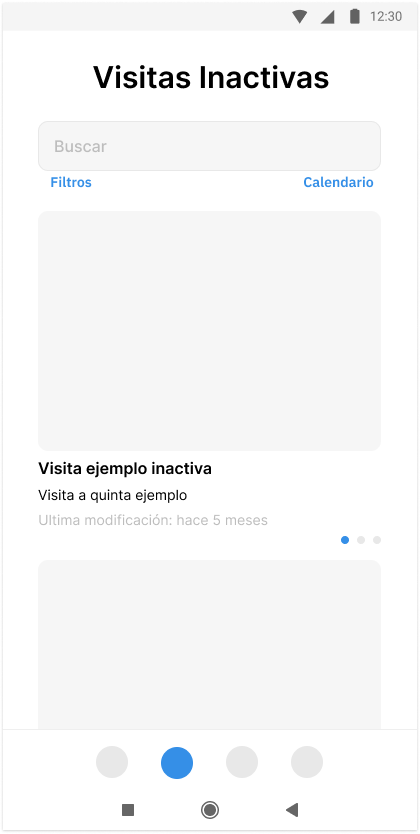 12:30
Visitas Inactivas
Buscar
Filtros Calendario
Visita ejemplo inactiva
Visita a quinta ejemplo
Ultima modificación: hace 5 meses